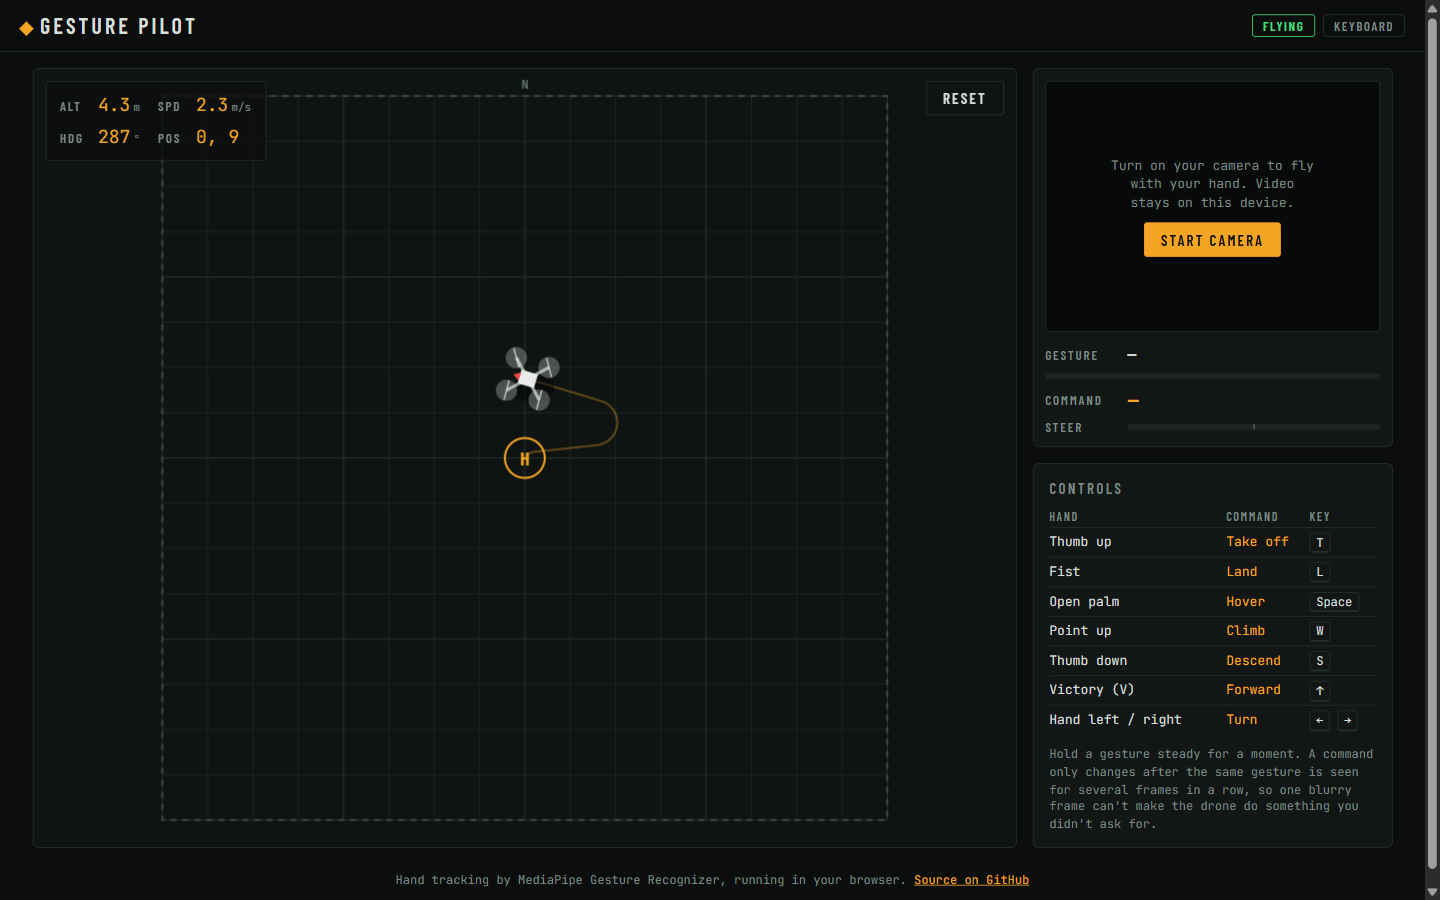 GESTURE PILOT
FLYING
KEYBOARD
N
ALT 4.3 m SPD 2.3 m/s
HDG 287 ° POS 0, 9
RESET
H
Turn on your camera to fly
with your hand. Video
stays on this device.
START CAMERA
GESTURE —
COMMAND —
STEER
CONTROLS
HAND COMMAND KEY
Thumb up Take off T
Fist Land L
Open palm Hover Space
Point up Climb W
Thumb down Descend S
Victory (V) Forward ↑
Hand left / right Turn ← →
Hold a gesture steady for a moment. A command
only changes after the same gesture is seen
for several frames in a row, so one blurry
frame can't make the drone do something you
didn't ask for.
Hand tracking by MediaPipe Gesture Recognizer, running in your browser. Source on GitHub